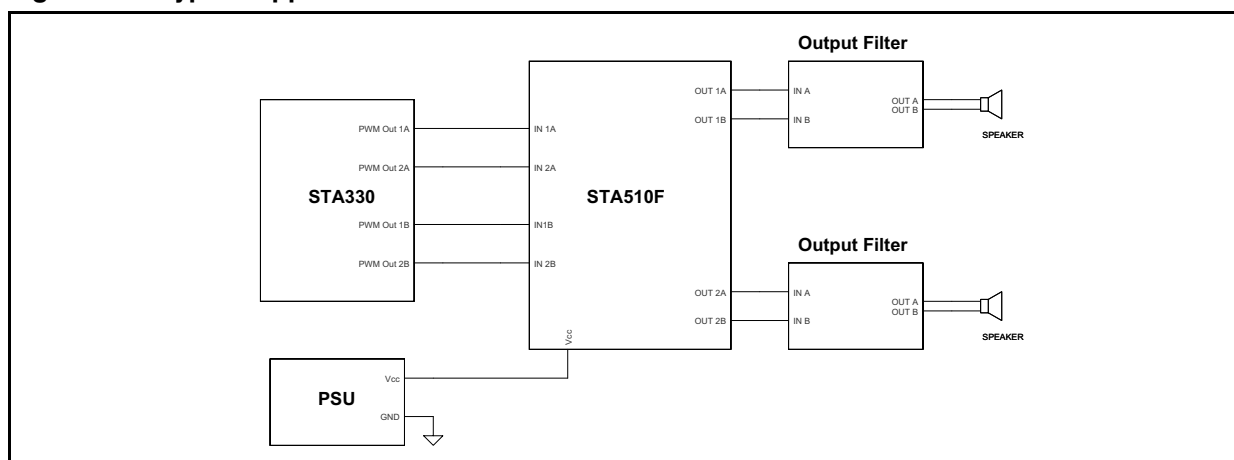 Output Filter
OUT 1A
IN A
OUT A
OUT B
OUT 1B
IN B
SPEAKER
PWM Out 1A
IN 1A
PWM Out 2A
IN 2A
STA330
STA510F
PWM Out 1B
IN1B
PWM Out 2B
IN 2B
Output Filter
OUT 2A
IN A
OUT A
OUT B
OUT 2B
IN B
SPEAKER
Vcc
Vcc
PSU
GND